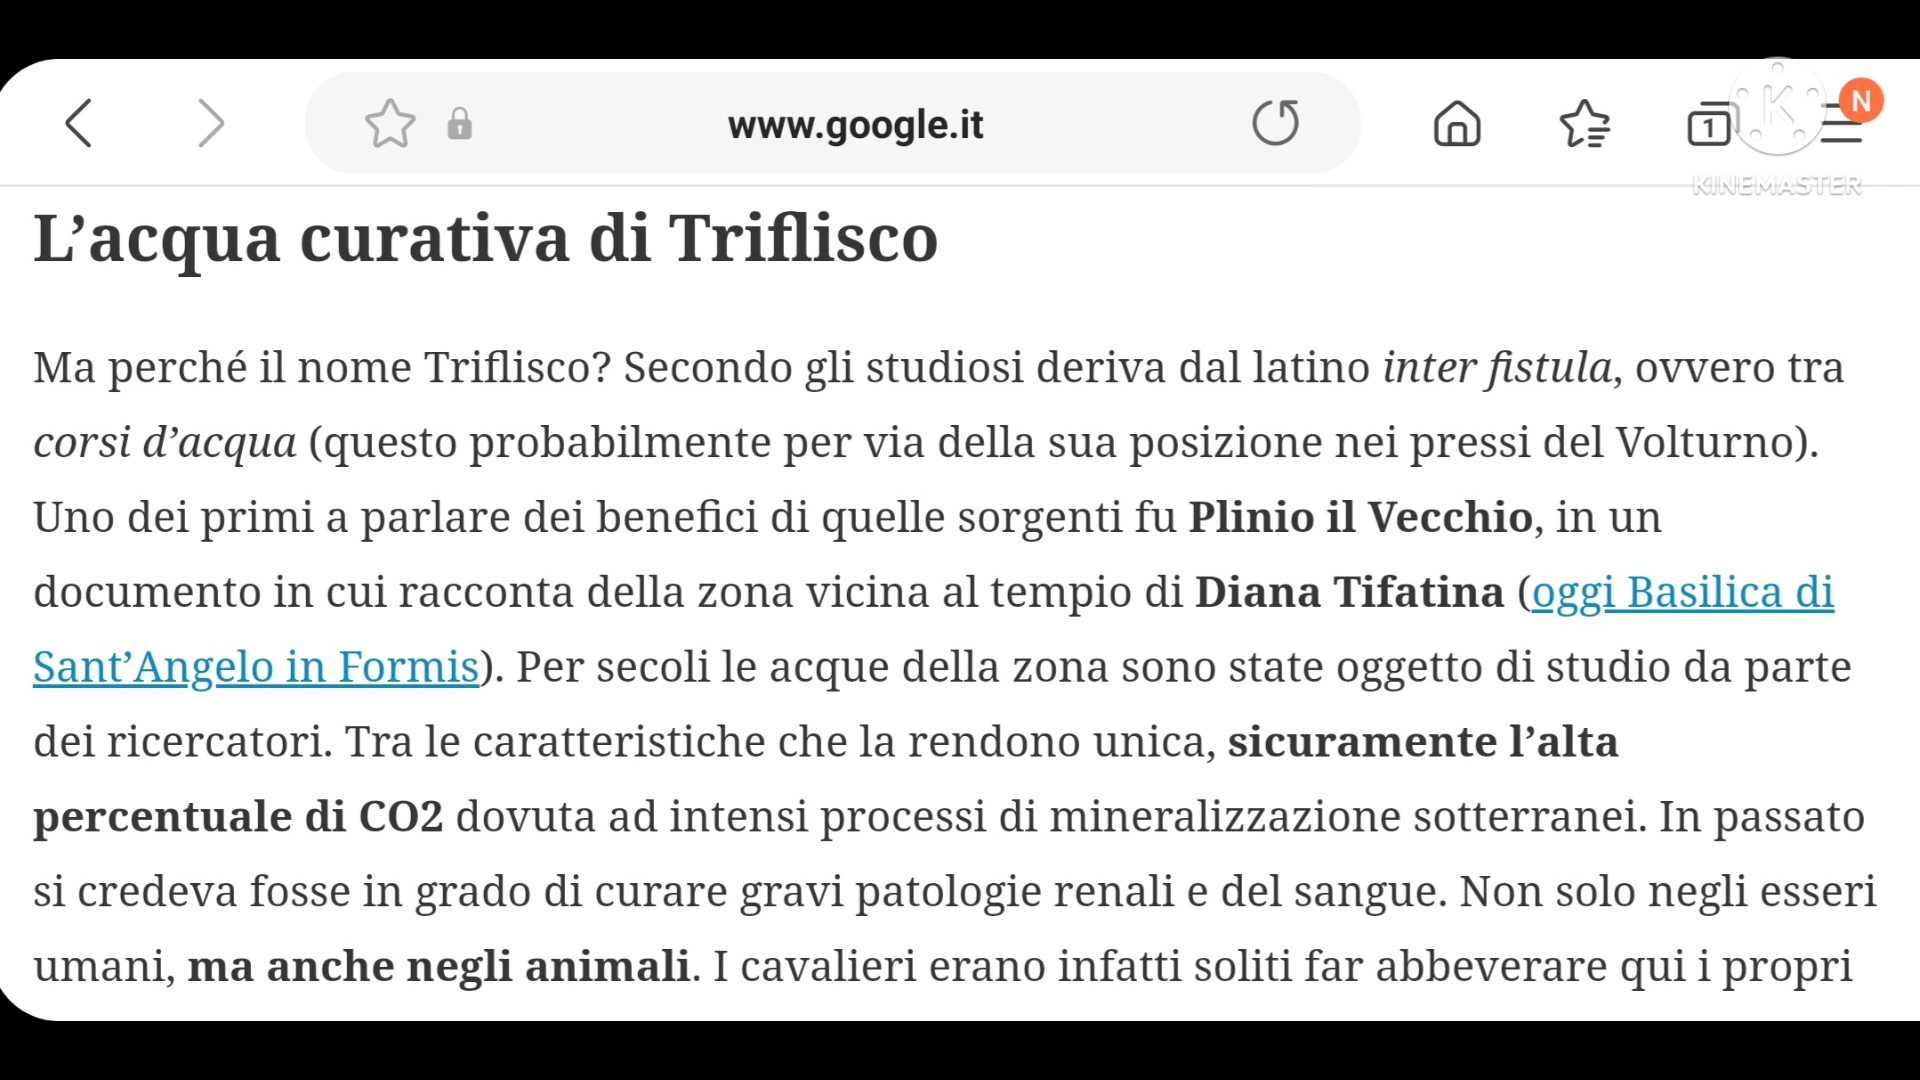 www.google.it
1
N
K
KINEMASTER
L’acqua curativa di Triflisco
Ma perché il nome Triflisco? Secondo gli studiosi deriva dal latino inter fistula, ovvero tra
corsi d’acqua (questo probabilmente per via della sua posizione nei pressi del Volturno).
Uno dei primi a parlare dei benefici di quelle sorgenti fu Plinio il Vecchio, in un
documento in cui racconta della zona vicina al tempio di Diana Tifatina (oggi Basilica di
Sant’Angelo in Formis). Per secoli le acque della zona sono state oggetto di studio da parte
dei ricercatori. Tra le caratteristiche che la rendono unica, sicuramente l’alta
percentuale di CO2 dovuta ad intensi processi di mineralizzazione sotterranei. In passato
si credeva fosse in grado di curare gravi patologie renali e del sangue. Non solo negli esseri
umani, ma anche negli animali. I cavalieri erano infatti soliti far abbeverare qui i propri